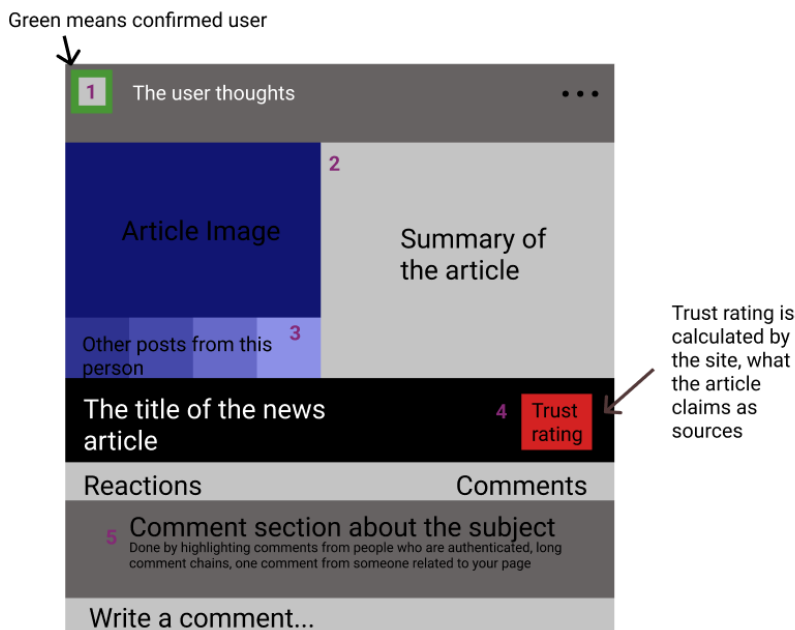 Green means confirmed user
1
The user thoughts
2
Article Image
Summary of
the article
3
Other posts from this
person
Trust rating is
calculated by
the site, what
the article
claims as
sources
The title of the news
article
4
Trust
rating
Reactions
Comments
5
Comment section about the subject
Done by highlighting comments from people who are authenticated, long
comment chains, one comment from someone related to your page
Write a comment...